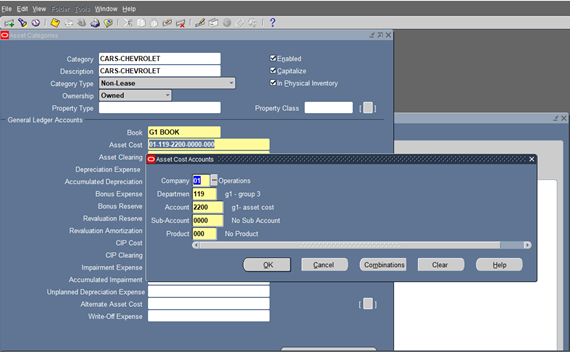 File Edit View Folder Tools Window Help
Asset Categories
Category CARS-CHEVROLET
Description CARS-CHEVROLET
Category Type Non-Lease
Ownership Owned
Property Type
Enabled
Capitalize
In Physical Inventory
Property Class [ ]
General Ledger Accounts
Book G1 BOOK
Asset Cost 01-119-2200-0000-000
Asset Clearing
Depreciation Expense
Accumulated Depreciation
Bonus Expense
Bonus Reserve
Revaluation Reserve
Revaluation Amortization
CIP Cost
CIP Clearing
Impairment Expense
Accumulated Impairment
Unplanned Depreciation Expense
Alternate Asset Cost [ ]
Write-Off Expense
Asset Cost Accounts
Company 01 Operations
Departmen 119 g1 - group 3
Account 2200 g1- asset cost
Sub-Account 0000 No Sub Account
Product 000 No Product
OK Cancel Combinations Clear Help